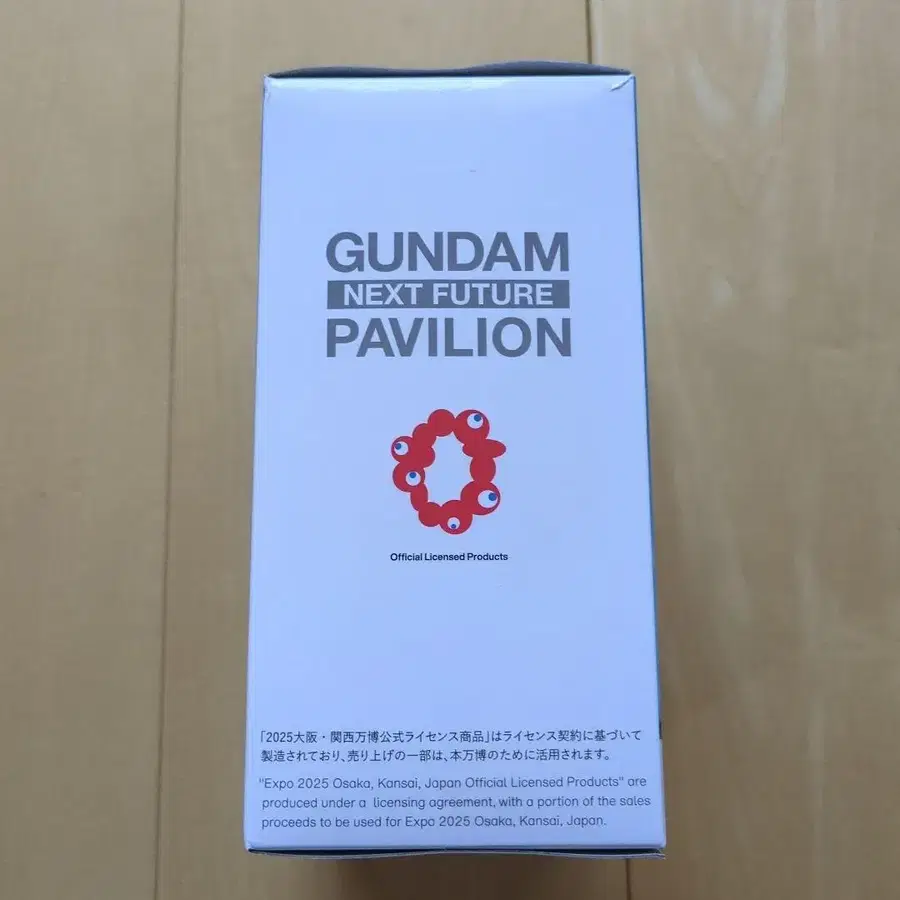 GUNDAM
NEXT FUTURE
PAVILION
Official Licensed Products
「2025大阪・関西万博公式ライセンス商品」はライセンス契約に基づいて
製造されており、売り上げの一部は、本万博のために活用されます。
"Expo 2025 Osaka, Kansai, Japan Official Licensed Products" are
produced under a licensing agreement, with a portion of the sales
proceeds to be used for Expo 2025 Osaka, Kansai, Japan.